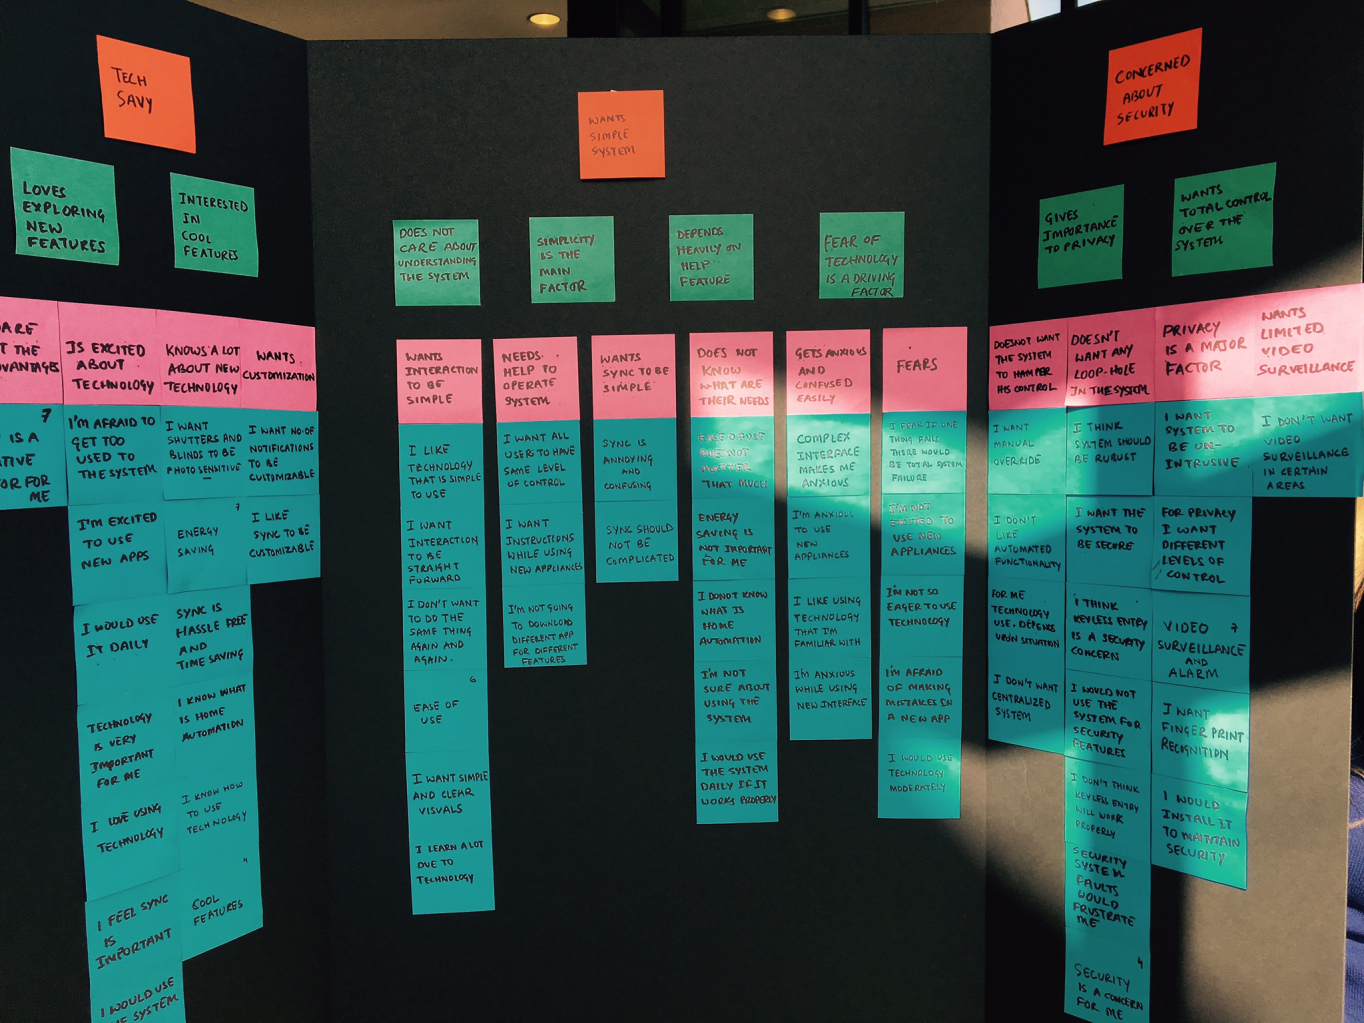 TECH
SAVY
LOVES
EXPLORING
NEW
FEATURES
INTERESTED
IN
COOL
FEATURES
ARE
THE
IS EXCITED
ABOUT
TECHNOLOGY
KNOWS A LOT
ABOUT NEW
TECHNOLOGY
WANTS
CUSTOMIZATION
7
IS A
FOR ME
I'M AFRAID TO
GET TOO
USED TO
THE SYSTEM
I'M EXCITED
TO USE
NEW APPS
I WOULD USE
IT DAILY
TECHNOLOGY
IS VERY
IMPORTANT
FOR ME
I LOVE USING
TECHNOLOGY
I FEEL SYNC
IS
IMPORTANT
I WOULD USE
SYSTEM
I WANT
SHUTTERS AND
BLINDS TO BE
PHOTO SENSITIVE
7
ENERGY
SAVING
SYNC IS
HASSLE FREE
AND
TIME SAVING
I KNOW WHAT
IS HOME
AUTOMATION
I KNOW HOW
TO USE
TECHNOLOGY
4
COOL
FEATURES
I WANT NO. OF
NOTIFICATIONS
TO BE
CUSTOMIZABLE
I LIKE
SYNC TO BE
CUSTOMIZABLE
WANTS
SIMPLE
SYSTEM
DOES NOT
CARE ABOUT
UNDERSTANDING
THE SYSTEM
SIMPLICITY
IS THE
MAIN
FACTOR
DEPENDS
HEAVILY ON
HELP
FEATURE
FEAR OF
TECHNOLOGY
IS A DRIVING
FACTOR
WANTS
INTERACTION
TO BE
SIMPLE
I LIKE
TECHNOLOGY
THAT IS SIMPLE
TO USE
I WANT
INTERACTION
TO BE
STRAIGHT
FORWARD
I DON'T WANT
TO DO THE
SAME THING
AGAIN AND
AGAIN.
6
EASE OF
USE
I WANT SIMPLE
AND CLEAR
VISUALS
I LEARN A LOT
DUE TO
TECHNOLOGY
NEEDS
HELP TO
OPERATE
SYSTEM
I WANT ALL
USERS TO HAVE
SAME LEVEL
OF CONTROL
I WANT
INSTRUCTIONS
WHILE USING
NEW APPLIANCES
I'M NOT GOING
TO DOWNLOAD
DIFFERENT APP
FOR DIFFERENT
FEATURES
WANTS
SYNC TO BE
SIMPLE
SYNC IS
ANNOYING
AND
CONFUSING
SYNC SHOULD
NOT BE
COMPLICATED
DOES NOT
KNOW
WHAT ARE
THEIR NEEDS
THAT MUCH
ENERGY
SAVING IS
NOT IMPORTANT
FOR ME
I DONOT KNOW
WHAT IS
HOME
AUTOMATION
I'M NOT
SURE ABOUT
USING THE
SYSTEM
I WOULD USE
THE SYSTEM
DAILY IF IT
WORKS PROPERLY
GETS ANXIOUS
AND
CONFUSED
EASILY
COMPLEX
INTERFACE
MAKES ME
ANXIOUS
I'M ANXIOUS
TO USE
NEW
APPLIANCES
I LIKE USING
TECHNOLOGY
THAT I'M
FAMILIAR WITH
I'M ANXIOUS
WHILE USING
NEW INTERFACE
FEARS
I FEAR IF ONE
THING FAILS
THERE WOULD
BE TOTAL SYSTEM
FAILURE
I'M NOT
EXCITED TO
USE NEW
APPLIANCES
I'M NOT SO
EAGER TO USE
TECHNOLOGY
I'M AFRAID
OF MAKING
MISTAKES IN
A NEW APP
I WOULD USE
TECHNOLOGY
MODERATELY
CONCERNED
ABOUT
SECURITY
GIVES
IMPORTANCE
TO PRIVACY
WANTS
TOTAL CONTROL
OVER THE
SYSTEM
DOESNOT WANT
THE SYSTEM
TO HAMPER
HIS CONTROL
I WANT
MANUAL
OVERRIDE
I DON'T
LIKE
AUTOMATED
FUNCTIONALITY
FOR ME
TECHNOLOGY
USE. DEPENDS
UPON SITUATION
I DON'T WANT
CENTRALIZED
SYSTEM
DOESN'T
WANT ANY
LOOP-HOLE
IN THE SYSTEM
I THINK
SYSTEM SHOULD
BE RUBUST
I WANT THE
SYSTEM TO
BE SECURE
I THINK
KEYLESS ENTRY
IS A SECURITY
CONCERN
I WOULD NOT
USE THE
SYSTEM FOR
SECURITY
FEATURES
I DON'T THINK
KEYLESS ENTRY
WILL WORK
PROPERLY
SECURITY
SYSTEM
FAULTS
WOULD
FRUSTRATE
ME
4
SECURITY
IS A CONCERN
FOR ME
PRIVACY
IS A MAJOR
FACTOR
I WANT
SYSTEM TO
BE UN-
INTRUSIVE
FOR PRIVACY
I WANT
DIFFERENT
LEVELS OF
CONTROL
VIDEO 7
SURVEILLANCE
AND
ALARM
I WANT
FINGER PRINT
RECOGNITION
I WOULD
INSTALL IT
TO MAINTAIN
SECURITY
WANTS
LIMITED
VIDEO
SURVEILLANCE
I DON'T WANT
VIDEO
SURVEILLANCE
IN CERTAIN
AREAS